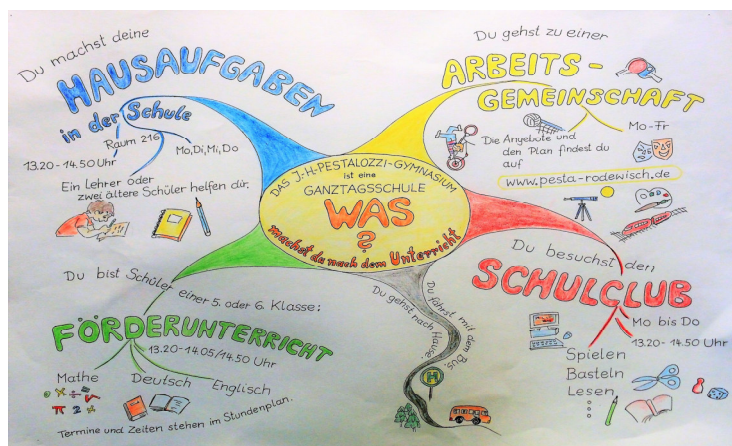 Du machst deine
HAUSAUFGABEN
in der Schule
Raum 216
13.20-14.50 Uhr
Mo, Di, Mi, Do
Ein Lehrer oder
zwei ältere Schüler helfen dir.
Du gehst zu einer
ARBEITS-
GEMEINSCHAFT
Mo-Fr
Die Angebote und
den Plan findest du
auf
www.pesta-rodewisch.de
DAS J.-H.-PESTALOZZI-GYMNASIUM
ist eine
GANZTAGSSCHULE
WAS
?
machst du nach dem Unterricht
Du besuchst den
SCHULCLUB
Mo bis Do
13.20-14.50 Uhr
Spielen
Basteln
Lesen
Du bist Schüler einer 5. oder 6. Klasse:
FÖRDERUNTERRICHT
13.20-14.05/14.50 Uhr
Mathe
Deutsch
Englisch
π 2 x
Termine und Zeiten stehen im Stundenplan.
Du fährst mit dem Bus.
Du gehst nach Hause.
H